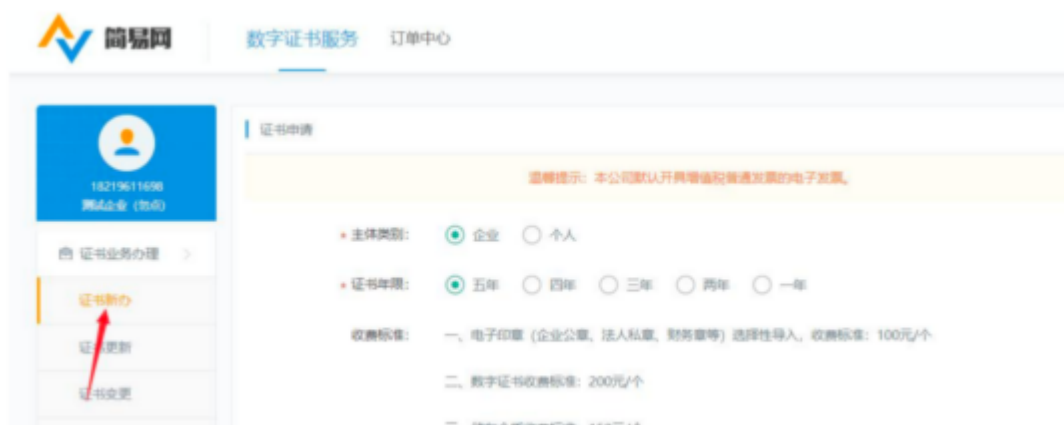 简易网 数字证书服务 订单中心
证书申请
温馨提示：本公司默认开具增值税普通发票的电子发票。
18219611698
测试企业（勿点）
* 主体类别： 企业 个人
证书业务办理 >
* 证书年限： 五年 四年 三年 两年 一年
证书新办
收费标准： 一、电子印章（企业公章、法人私章、财务章等）选择性导入，收费标准：100元/个
证书更新
二、数字证书收费标准：200元/个
证书变更